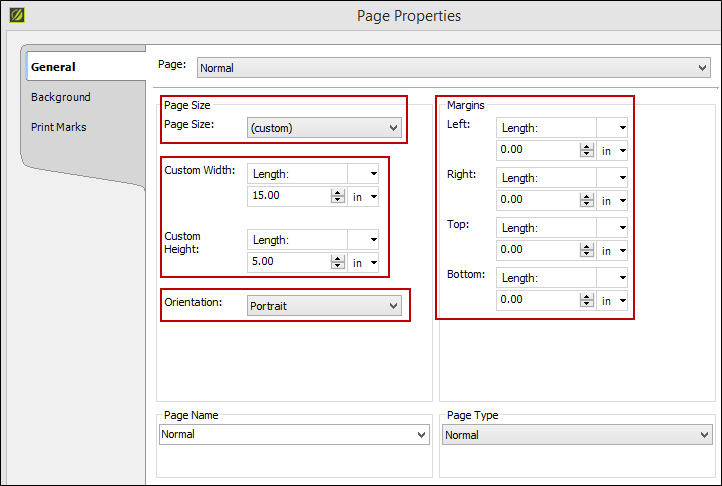 Page Properties
General
Background
Print Marks
Page: Normal
Page Size
Page Size: (custom)
Custom Width: Length:
15.00 in
Custom Height: Length:
5.00 in
Orientation: Portrait
Margins
Left: Length:
0.00 in
Right: Length:
0.00 in
Top: Length:
0.00 in
Bottom: Length:
0.00 in
Page Name
Normal
Page Type
Normal